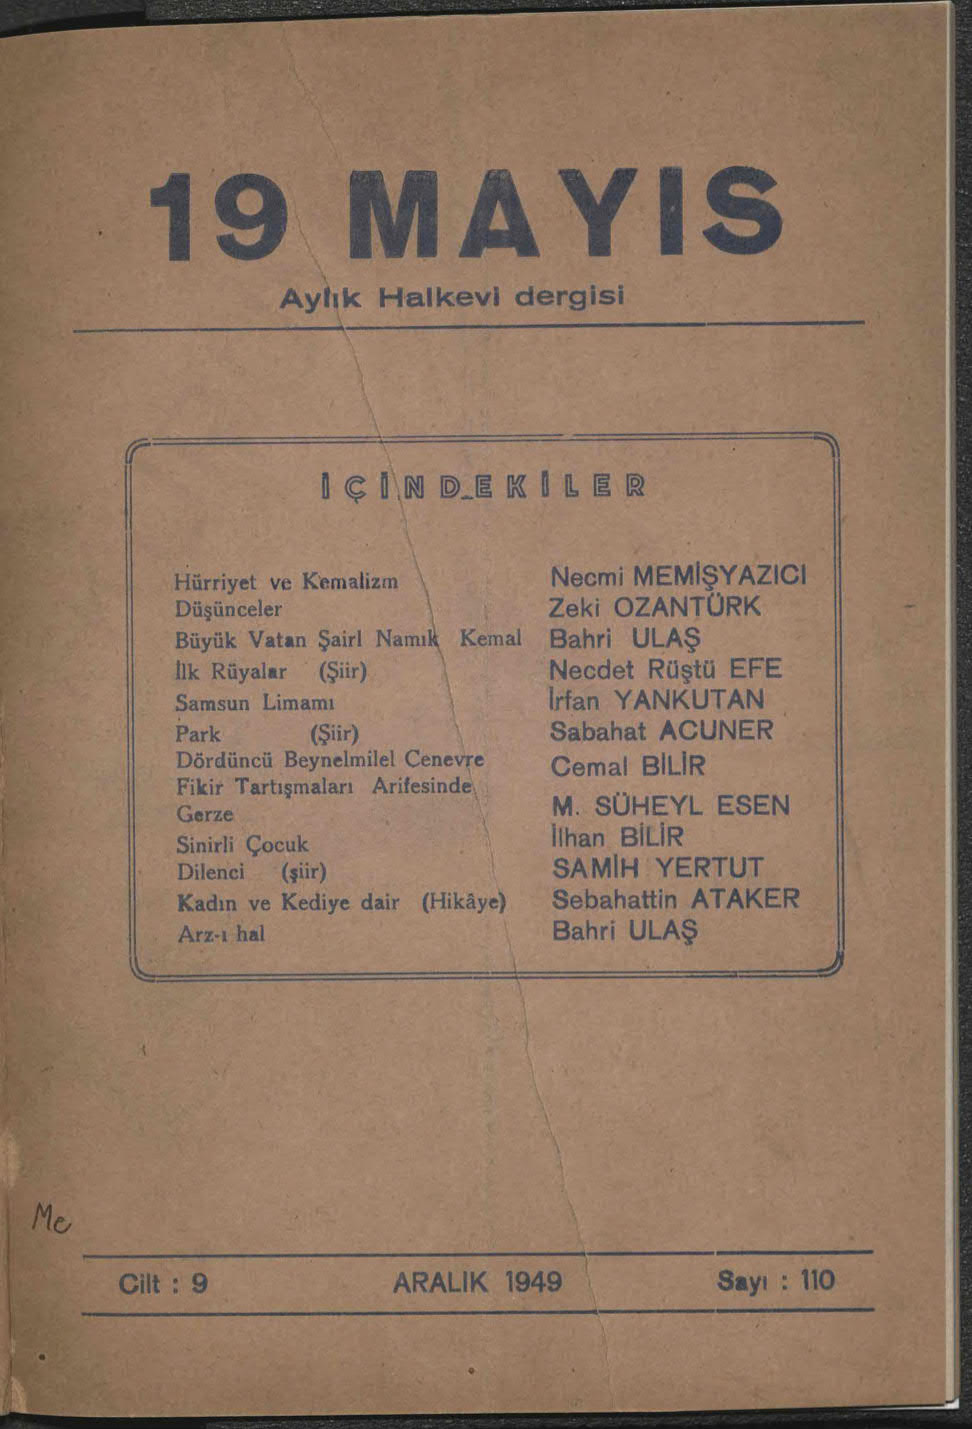 19 MAYIS
Aylık Halkevi dergisi
İÇİNDEKİLER
Hürriyet ve Kemalizm Necmi MEMİŞYAZICI
Düşünceler Zeki OZANTÜRK
Büyük Vatan Şairl Namık Kemal Bahri ULAŞ
İlk Rüyalar (Şiir) Necdet Rüştü EFE
Samsun Limamı İrfan YANKUTAN
Park (Şiir) Sabahat ACUNER
Dördüncü Beynelmilel Cenevre
Fikir Tartışmaları Arifesinde Cemal BİLİR
Gerze M. SÜHEYL ESEN
Sinirli Çocuk İlhan BİLİR
Dilenci (şiir) SAMİH YERTUT
Kadın ve Kediye dair (Hikâye) Sebahattin ATAKER
Arz-ı hal Bahri ULAŞ
Me
Cilt : 9 ARALIK 1949 Sayı : 110